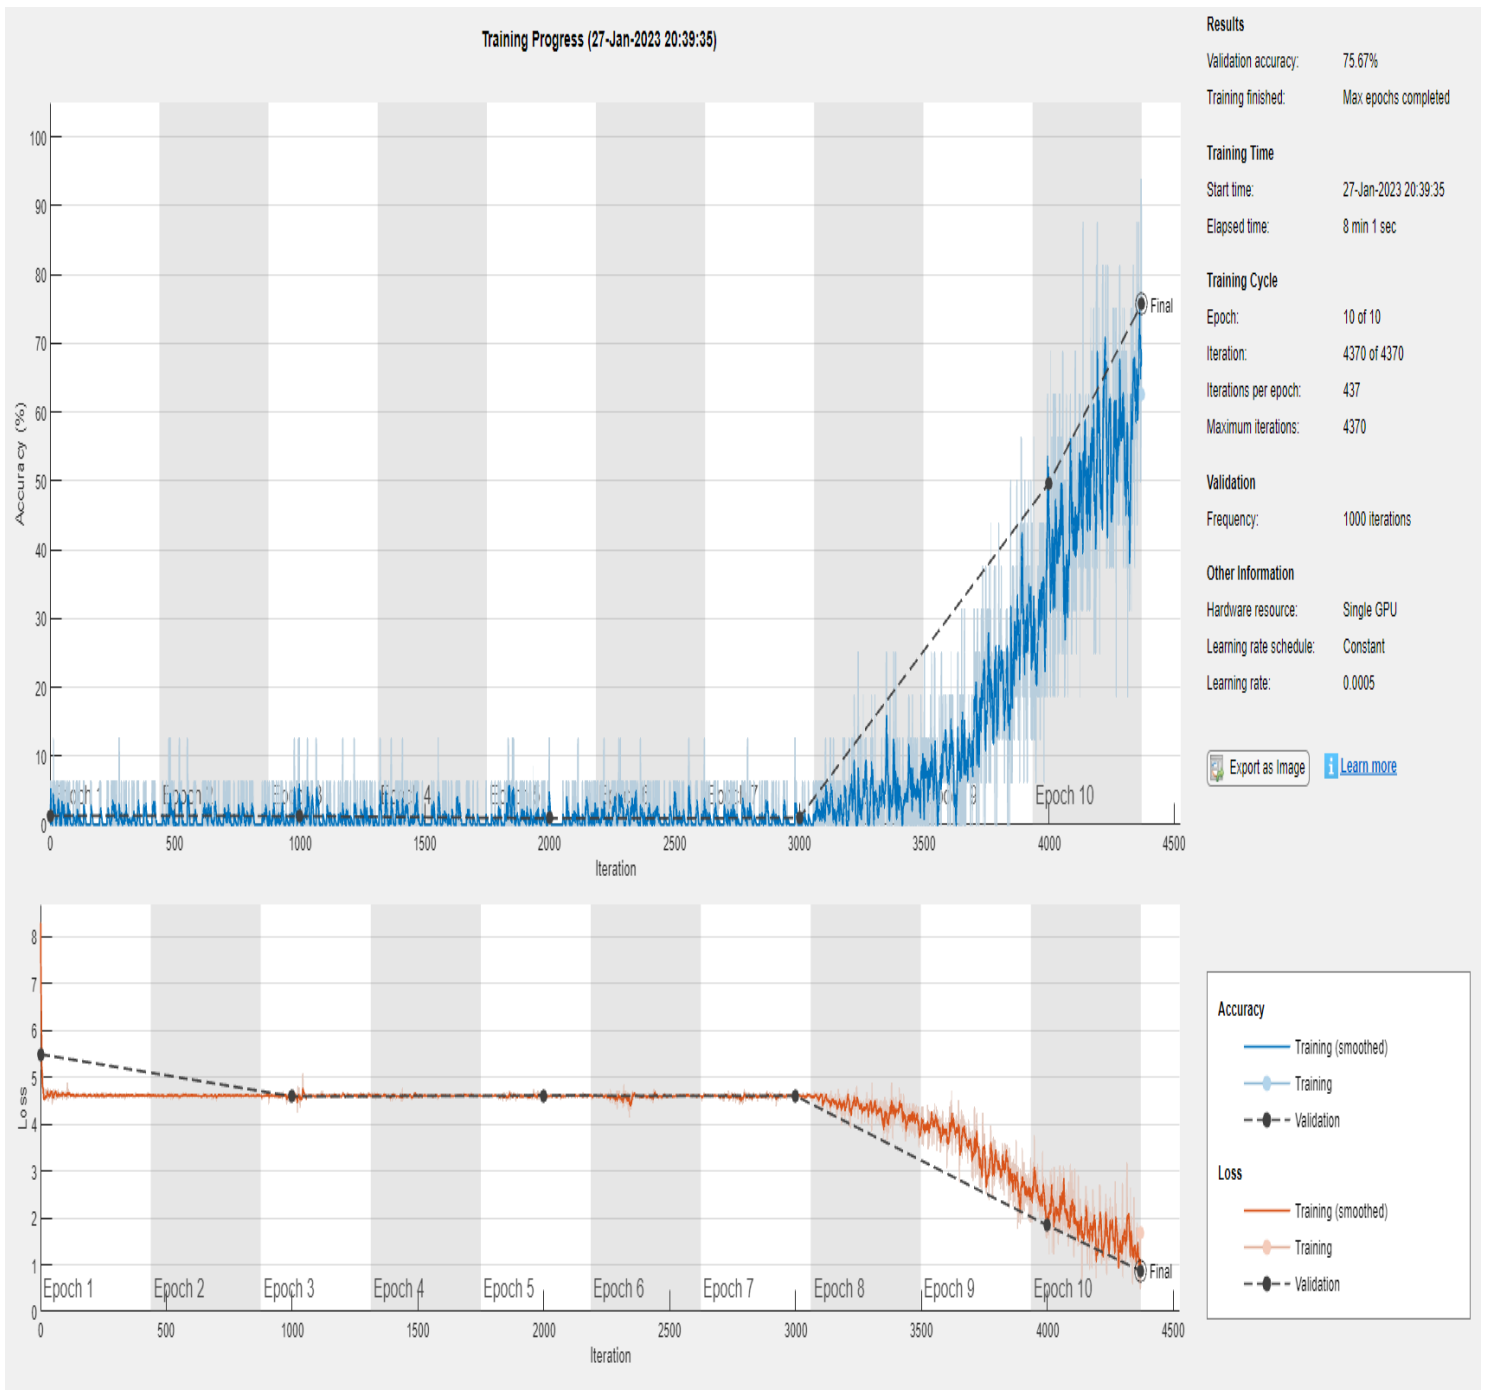 Training Progress (27-Jan-2023 20:39:35)
100
90
80
70
60
50
40
30
20
10
0
Accuracy (%)
Final
Epoch 10
0 500 1000 1500 2000 2500 3000 3500 4000 4500
Iteration
8
7
6
5
4
3
2
1
0
Loss
Final
Epoch 1 Epoch 2 Epoch 3 Epoch 4 Epoch 5 Epoch 6 Epoch 7 Epoch 8 Epoch 9 Epoch 10
0 500 1000 1500 2000 2500 3000 3500 4000 4500
Iteration
Results
Validation accuracy: 75.67%
Training finished: Max epochs completed
Training Time
Start time: 27-Jan-2023 20:39:35
Elapsed time: 8 min 1 sec
Training Cycle
Epoch: 10 of 10
Iteration: 4370 of 4370
Iterations per epoch: 437
Maximum iterations: 4370
Validation
Frequency: 1000 iterations
Other Information
Hardware resource: Single GPU
Learning rate schedule: Constant
Learning rate: 0.0005
Export as Image
Learn more
Accuracy
Training (smoothed)
Training
Validation
Loss
Training (smoothed)
Training
Validation